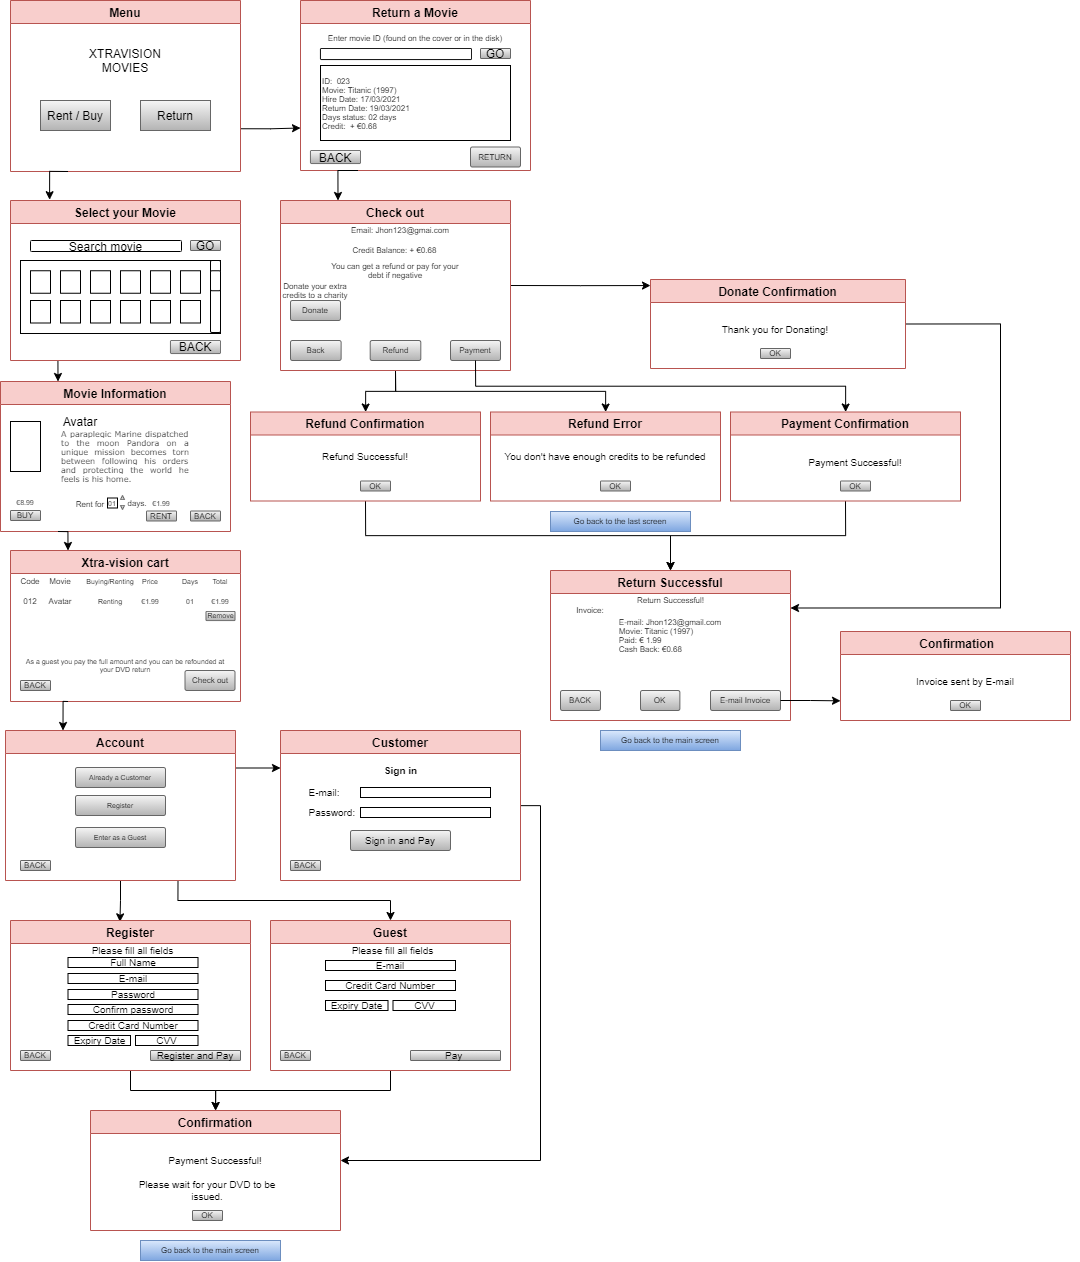 Menu
XTRAVISION
MOVIES
Rent / Buy
Return
Return a Movie
Enter movie ID (found on the cover or in the disk)
GO
ID:  023
Movie: Titanic (1997)
Hire Date: 17/03/2021
Return Date: 19/03/2021
Days status: 02 days
Credit:  + €0.68
BACK
RETURN
Select your Movie
Search movie
GO
BACK
Check out
Email: Jhon123@gmai.com
Credit Balance: + €0.68
You can get a refund or pay for your
debt if negative
Donate your extra
credits to a charity
Donate
Back
Refund
Payment
Donate Confirmation
Thank you for Donating!
OK
Movie Information
Avatar
A paraplegic Marine dispatched
to the moon Pandora on a
unique mission becomes torn
between following his orders
and protecting the world he
feels is his home.
€8.99
Rent for 01 days. €1.99
BUY
RENT
BACK
Refund Confirmation
Refund Successful!
OK
Refund Error
You don't have enough credits to be refunded
OK
Payment Confirmation
Payment Successful!
OK
Go back to the last screen
Xtra-vision cart
Code Movie Buying/Renting Price Days Total
012 Avatar Renting €1.99 01 €1.99
Remove
As a guest you pay the full amount and you can be refounded at
your DVD return
BACK
Check out
Return Successful
Return Successful!
Invoice:
E-mail: Jhon123@gmail.com
Movie: Titanic (1997)
Paid: € 1.99
Cash Back: €0.68
BACK
OK
E-mail Invoice
Go back to the main screen
Confirmation
Invoice sent by E-mail
OK
Account
Already a Customer
Register
Enter as a Guest
BACK
Customer
Sign in
E-mail:
Password:
Sign in and Pay
BACK
Register
Please fill all fields
Full Name
E-mail
Password
Confirm password
Credit Card Number
Expiry Date
CVV
BACK
Register and Pay
Guest
Please fill all fields
E-mail
Credit Card Number
Expiry Date
CVV
BACK
Pay
Confirmation
Payment Successful!
Please wait for your DVD to be
issued.
OK
Go back to the main screen